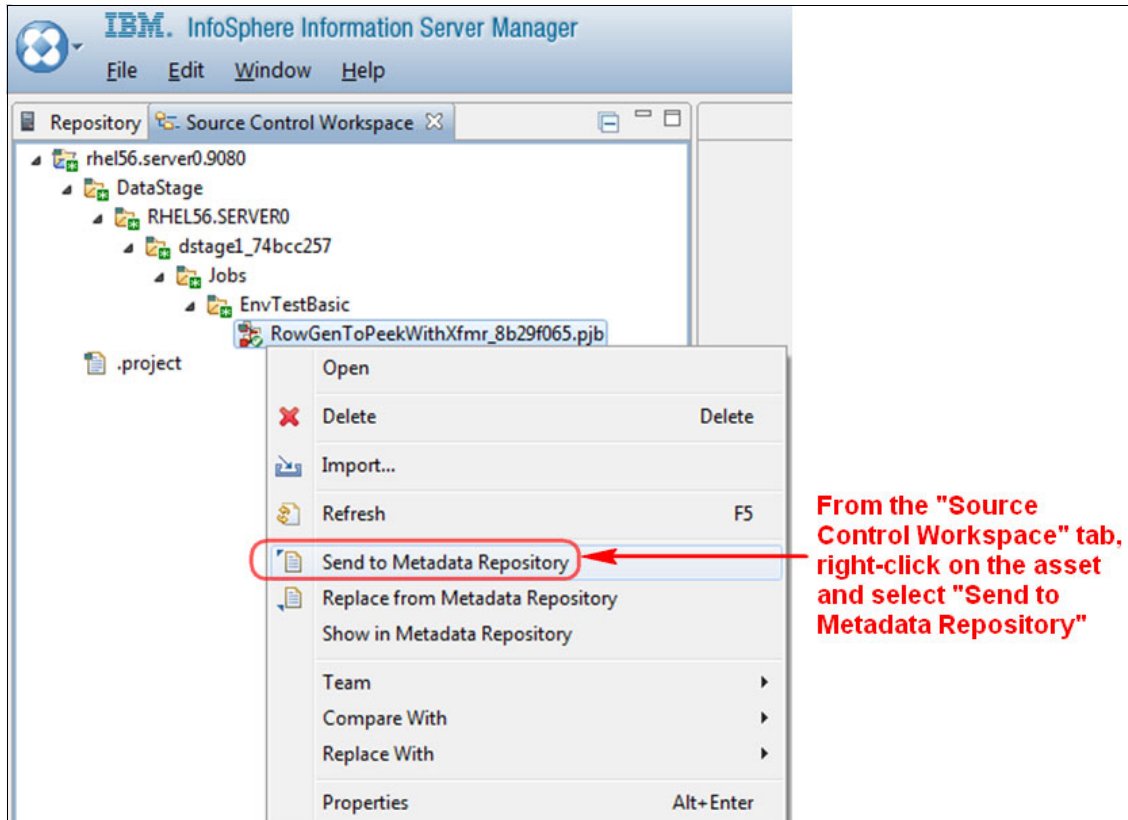 IBM. InfoSphere Information Server Manager
File Edit Window Help
Repository Source Control Workspace
rhel56.server0.9080
DataStage
RHEL56.SERVER0
dstage1_74bcc257
Jobs
EnvTestBasic
RowGenToPeekWithXfmr_8b29f065.pjb
.project
Open
Delete Delete
Import...
Refresh F5
Send to Metadata Repository
Replace from Metadata Repository
Show in Metadata Repository
Team
Compare With
Replace With
Properties Alt+Enter
From the "Source
Control Workspace" tab,
right-click on the asset
and select "Send to
Metadata Repository"